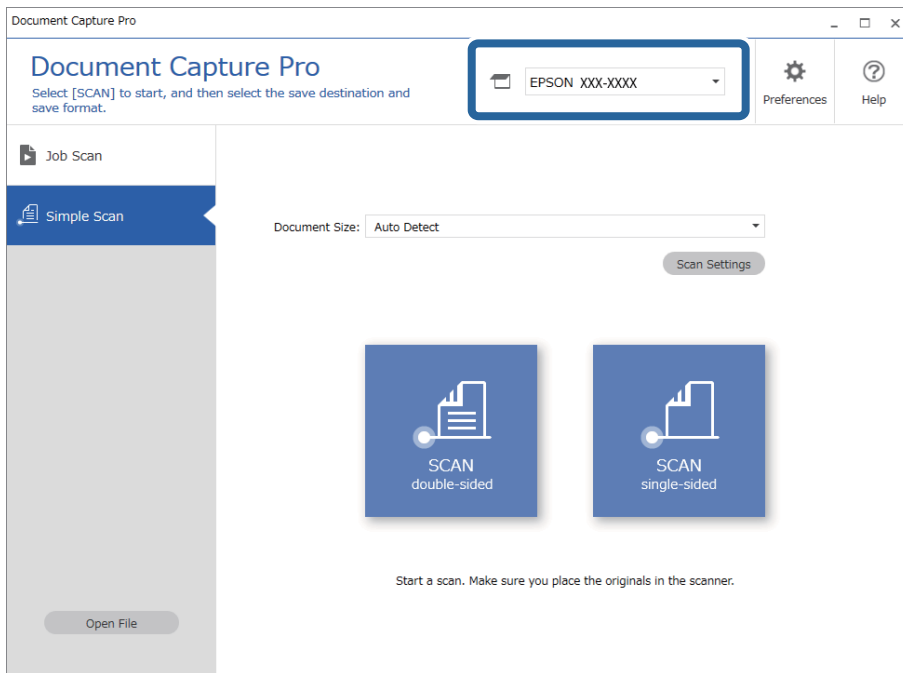 Document Capture Pro
Document Capture Pro
Select [SCAN] to start, and then select the save destination and
save format.
EPSON XXX-XXXX
Preferences
Help
Job Scan
Simple Scan
Document Size:
Auto Detect
Scan Settings
SCAN
double-sided
SCAN
single-sided
Start a scan. Make sure you place the originals in the scanner.
Open File